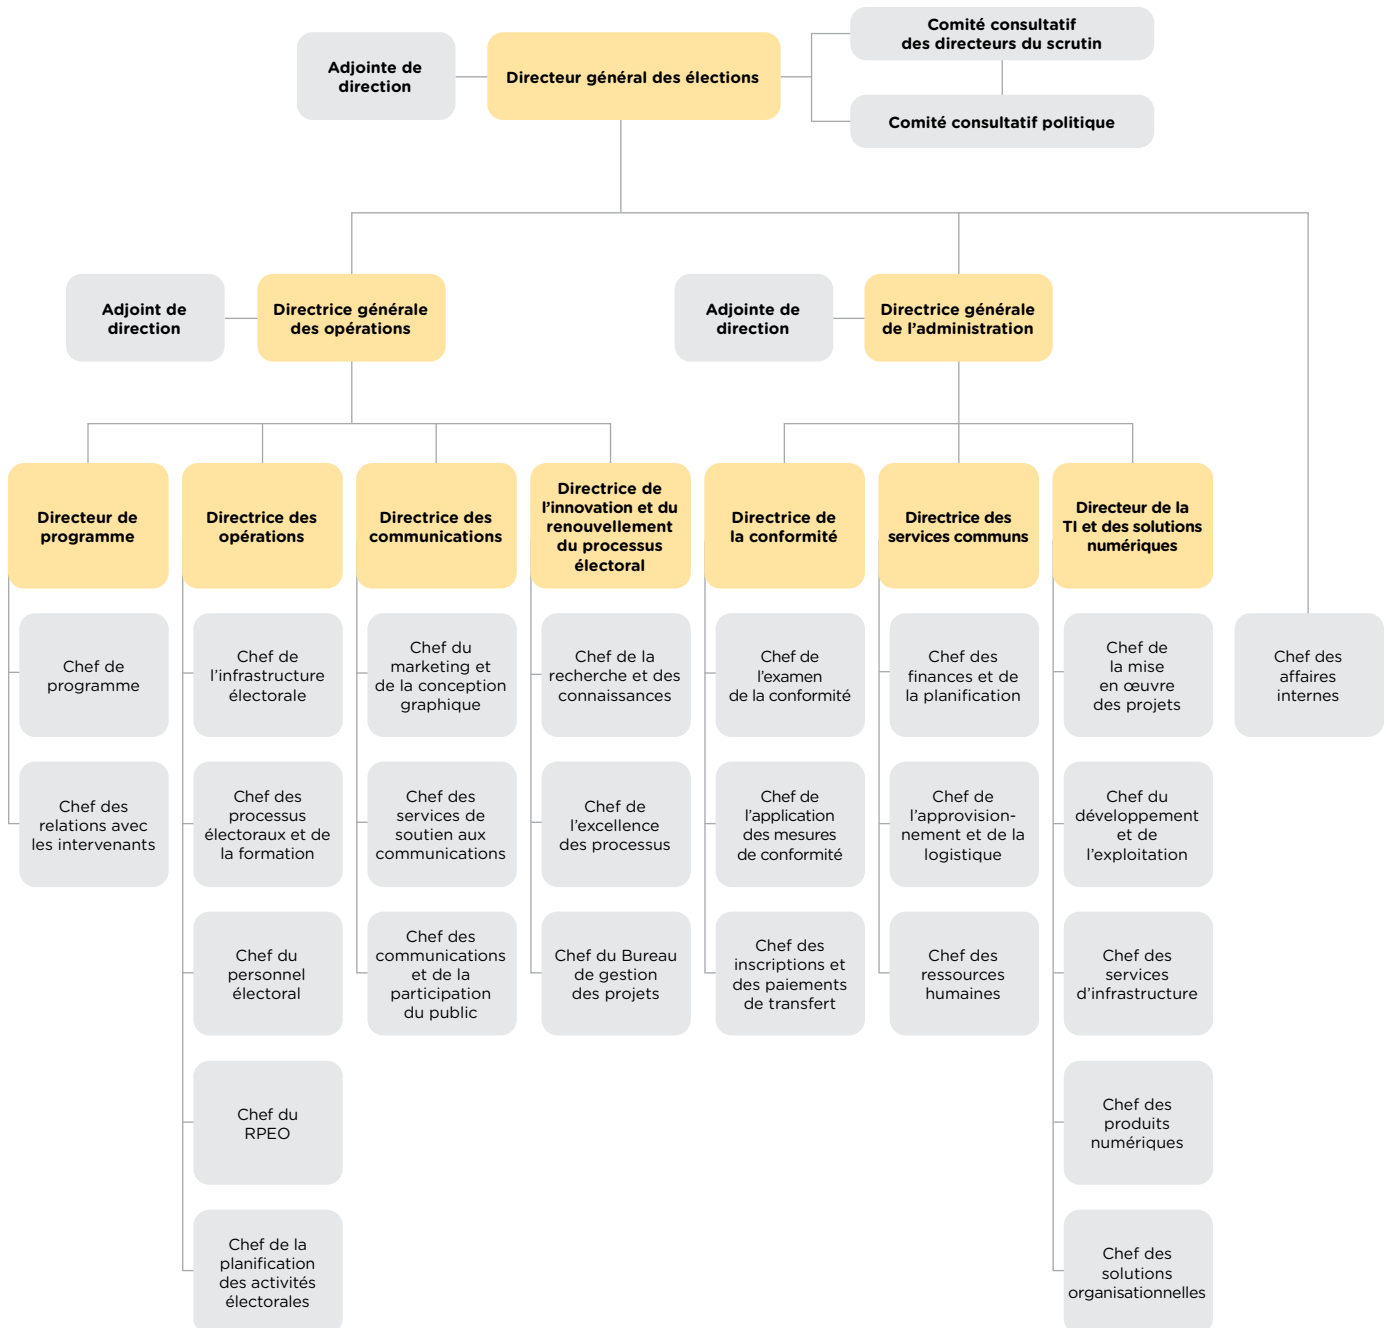 Comité consultatif
des directeurs du scrutin
Adjointe de
direction
Directeur général des élections
Comité consultatif politique
Adjoint de
direction
Directrice générale
des opérations
Adjointe de
direction
Directrice générale
de l'administration
Directeur de
programme
Directrice des
opérations
Directrice des
communications
Directrice de
l'innovation et du
renouvellement
du processus
électoral
Directrice de
la conformité
Directrice des
services communs
Directeur de la
TI et des solutions
numériques
Chef de
programme
Chef de
l'infrastructure
électorale
Chef du
marketing et
de la conception
graphique
Chef de la
recherche et des
connaissances
Chef de
l'examen
de la conformité
Chef des
finances et de
la planification
Chef de
la mise
en œuvre
des projets
Chef des
affaires
internes
Chef des
relations avec
les intervenants
Chef des
processus
électoraux et de
la formation
Chef des
services de
soutien aux
communications
Chef de
l'excellence
des processus
Chef de
l'application
des mesures
de conformité
Chef de
l'approvision-
nement et de la
logistique
Chef du
développement
et de
l'exploitation
Chef du
personnel
électoral
Chef des
communications
et de la
participation
du public
Chef du Bureau
de gestion
des projets
Chef des
inscriptions et
des paiements
de transfert
Chef des
ressources
humaines
Chef des
services
d'infrastructure
Chef du
RPEO
Chef des
produits
numériques
Chef de la
planification
des activités
électorales
Chef des
solutions
organisationnelles